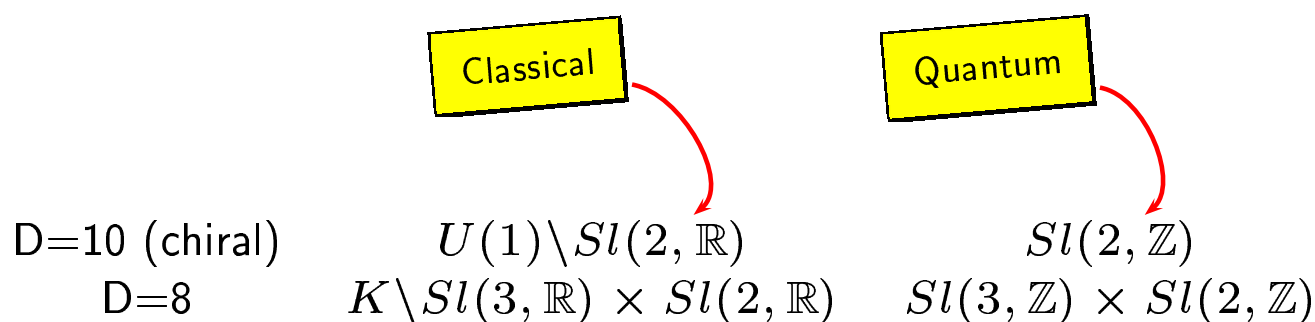 Classical Quantum
D=10 (chiral) U(1)\Sl(2, ℝ) Sl(2, ℤ)
D=8 K\Sl(3, ℝ) × Sl(2, ℝ) Sl(3, ℤ) × Sl(2, ℤ)